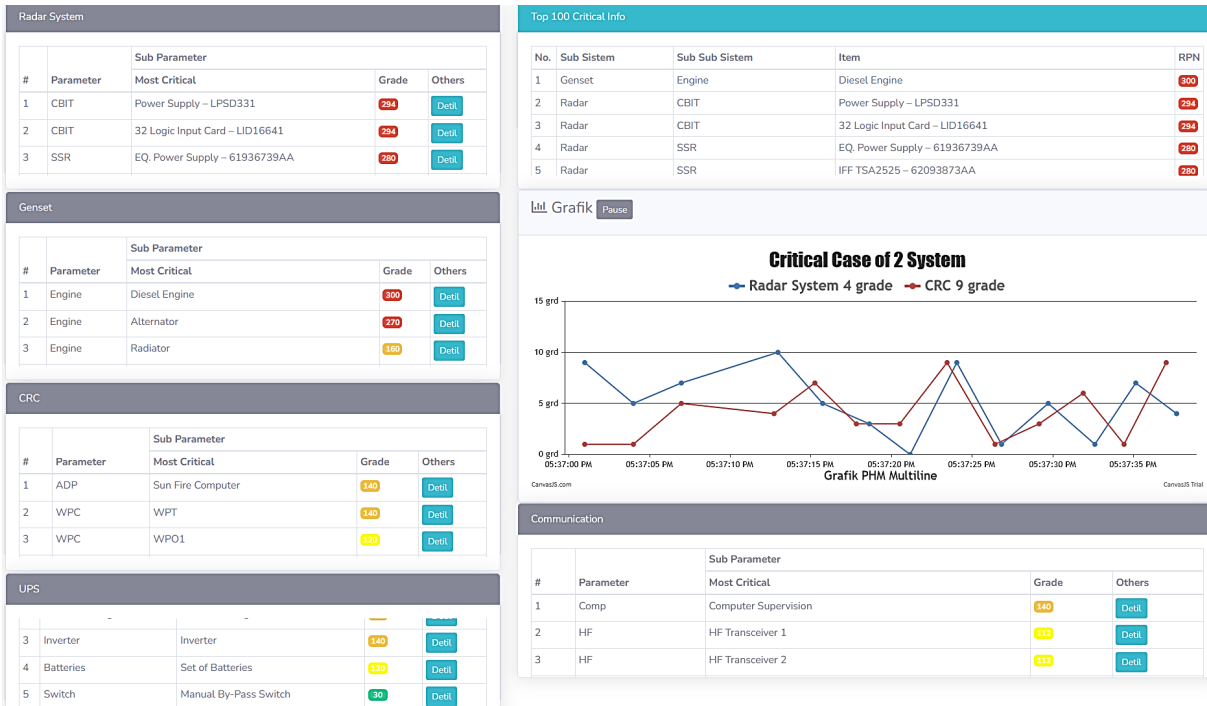 Radar System
Sub Parameter
# Parameter Most Critical Grade Others
1 CBIT Power Supply – LPSD331 294 Detil
2 CBIT 32 Logic Input Card – LID16641 294 Detil
3 SSR EQ. Power Supply – 61936739AA 280 Detil
Genset
Sub Parameter
# Parameter Most Critical Grade Others
1 Engine Diesel Engine 300 Detil
2 Engine Alternator 270 Detil
3 Engine Radiator 160 Detil
CRC
Sub Parameter
# Parameter Most Critical Grade Others
1 ADP Sun Fire Computer 140 Detil
2 WPC WPT 140 Detil
3 WPC WPO1 120 Detil
UPS
3 Inverter Inverter 140 Detil
4 Batteries Set of Batteries Detil
5 Switch Manual By-Pass Switch 30 Detil
Top 100 Critical Info
No. Sub Sistem Sub Sub Sistem Item RPN
1 Genset Engine Diesel Engine 300
2 Radar CBIT Power Supply – LPSD331 294
3 Radar CBIT 32 Logic Input Card – LID16641 294
4 Radar SSR EQ. Power Supply – 61936739AA 280
5 Radar SSR IFF TSA2525 – 62093873AA 280
Grafik Pause
Critical Case of 2 System
Radar System 4 grade CRC 9 grade
15 grd
10 grd
5 grd
0 grd
05:37:00 PM 05:37:05 PM 05:37:10 PM 05:37:15 PM 05:37:20 PM 05:37:25 PM 05:37:30 PM 05:37:35 PM
Grafik PHM Multiline
CanvasJS.com CanvasJS Trial
Communication
Sub Parameter
# Parameter Most Critical Grade Others
1 Comp Computer Supervision 140 Detil
2 HF HF Transceiver 1 Detil
3 HF HF Transceiver 2 Detil